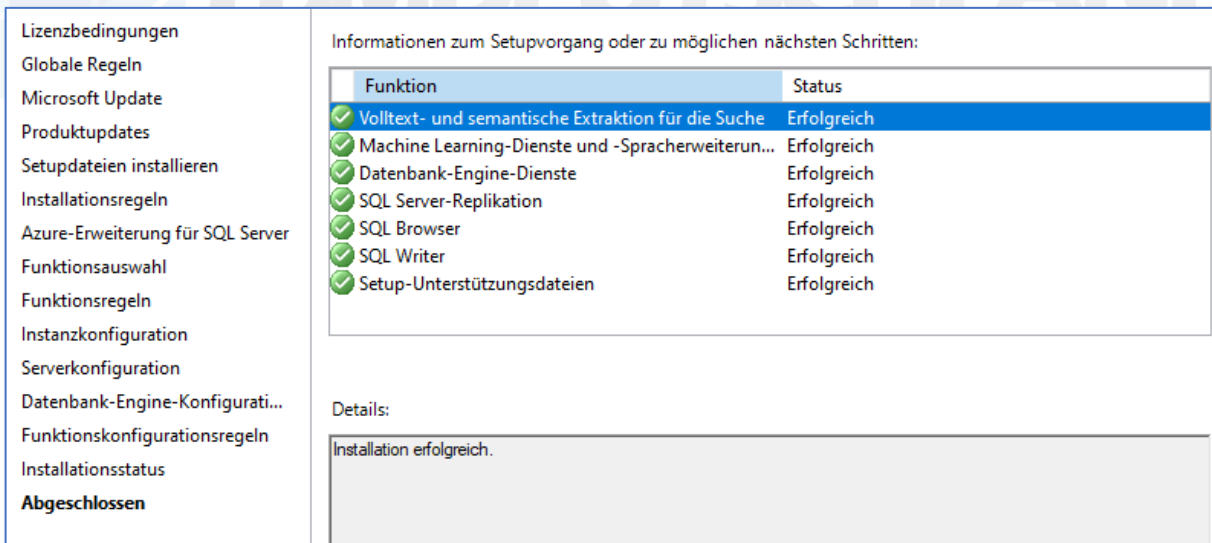 Lizenzbedingungen
Globale Regeln
Microsoft Update
Produktupdates
Setupdateien installieren
Installationsregeln
Azure-Erweiterung für SQL Server
Funktionsauswahl
Funktionsregeln
Instanzkonfiguration
Serverkonfiguration
Datenbank-Engine-Konfigurati...
Funktionskonfigurationsregeln
Installationsstatus
Abgeschlossen
Informationen zum Setupvorgang oder zu möglichen nächsten Schritten:
Funktion Status
Volltext- und semantische Extraktion für die Suche Erfolgreich
Machine Learning-Dienste und -Spracherweiterun... Erfolgreich
Datenbank-Engine-Dienste Erfolgreich
SQL Server-Replikation Erfolgreich
SQL Browser Erfolgreich
SQL Writer Erfolgreich
Setup-Unterstützungsdateien Erfolgreich
Details:
Installation erfolgreich.